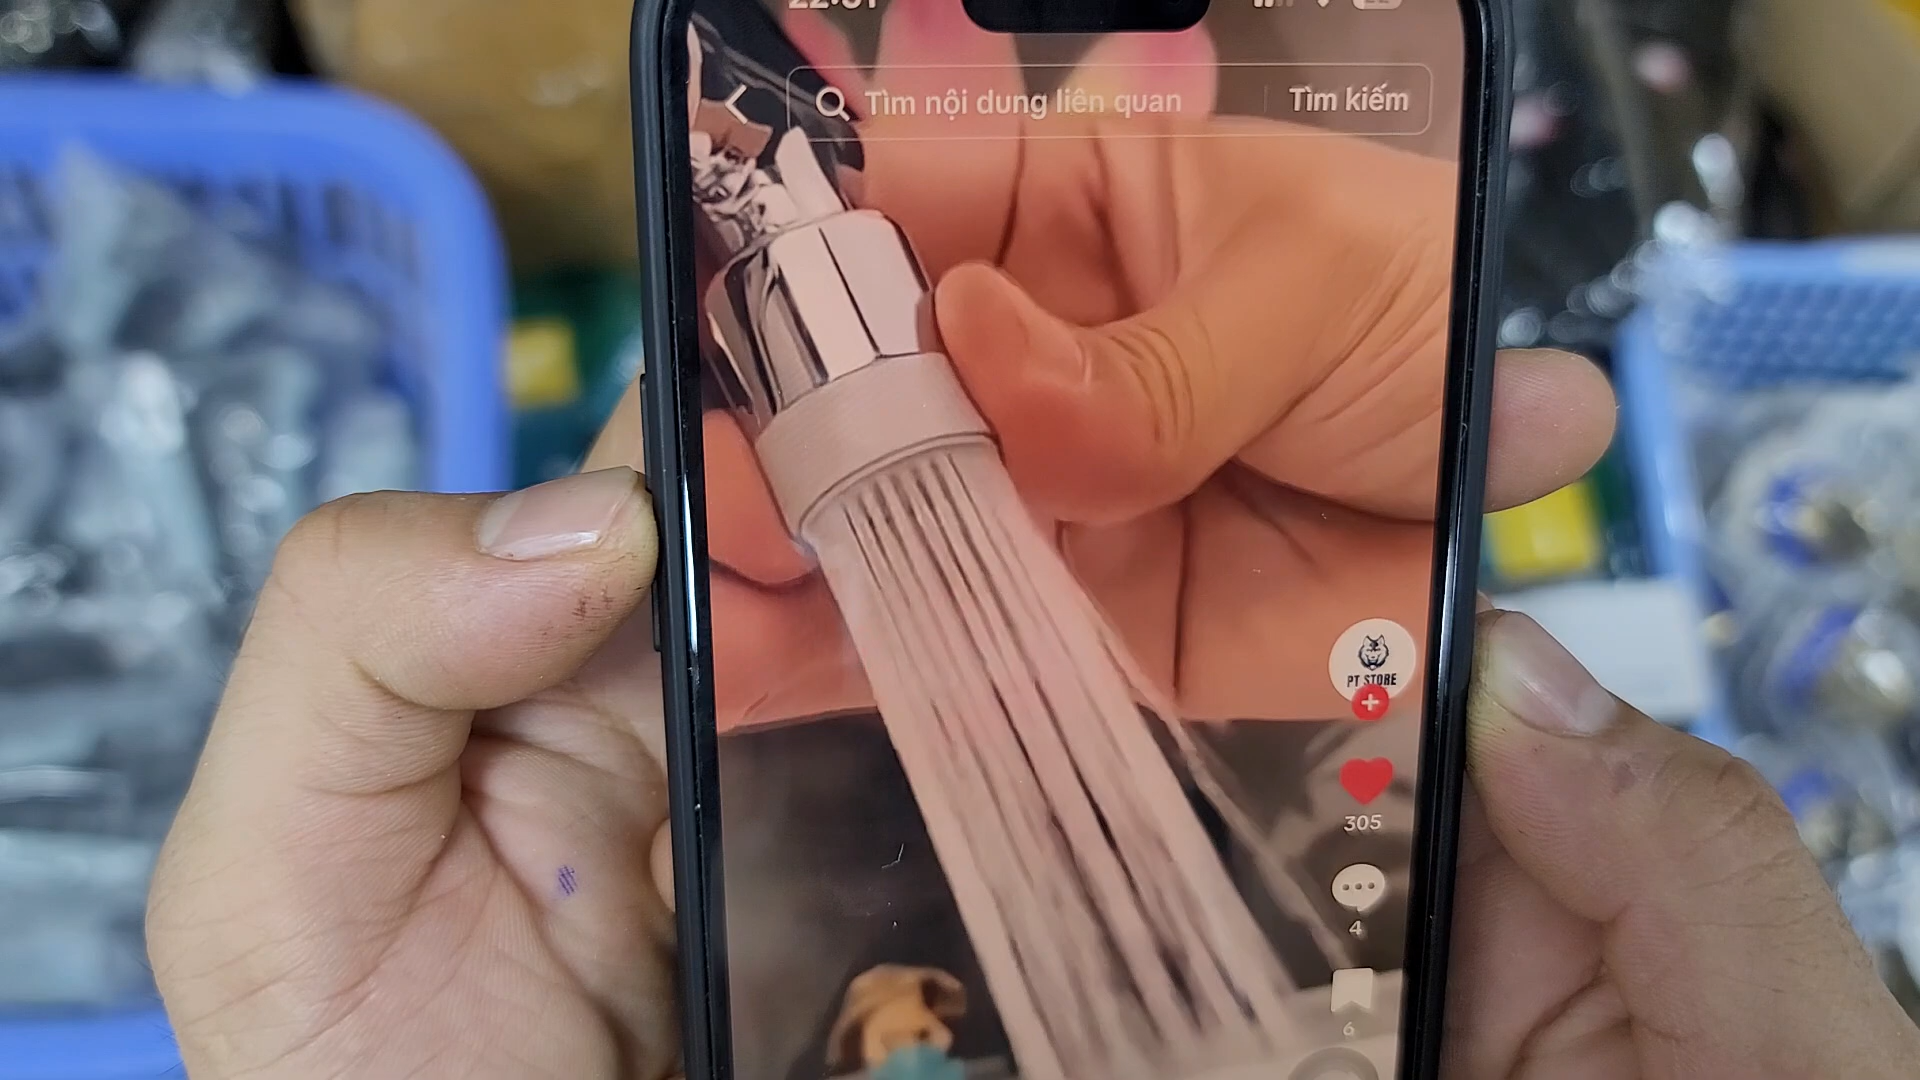 Tìm nội dung liên quan
Tìm kiếm
PT STORE
305
4
6